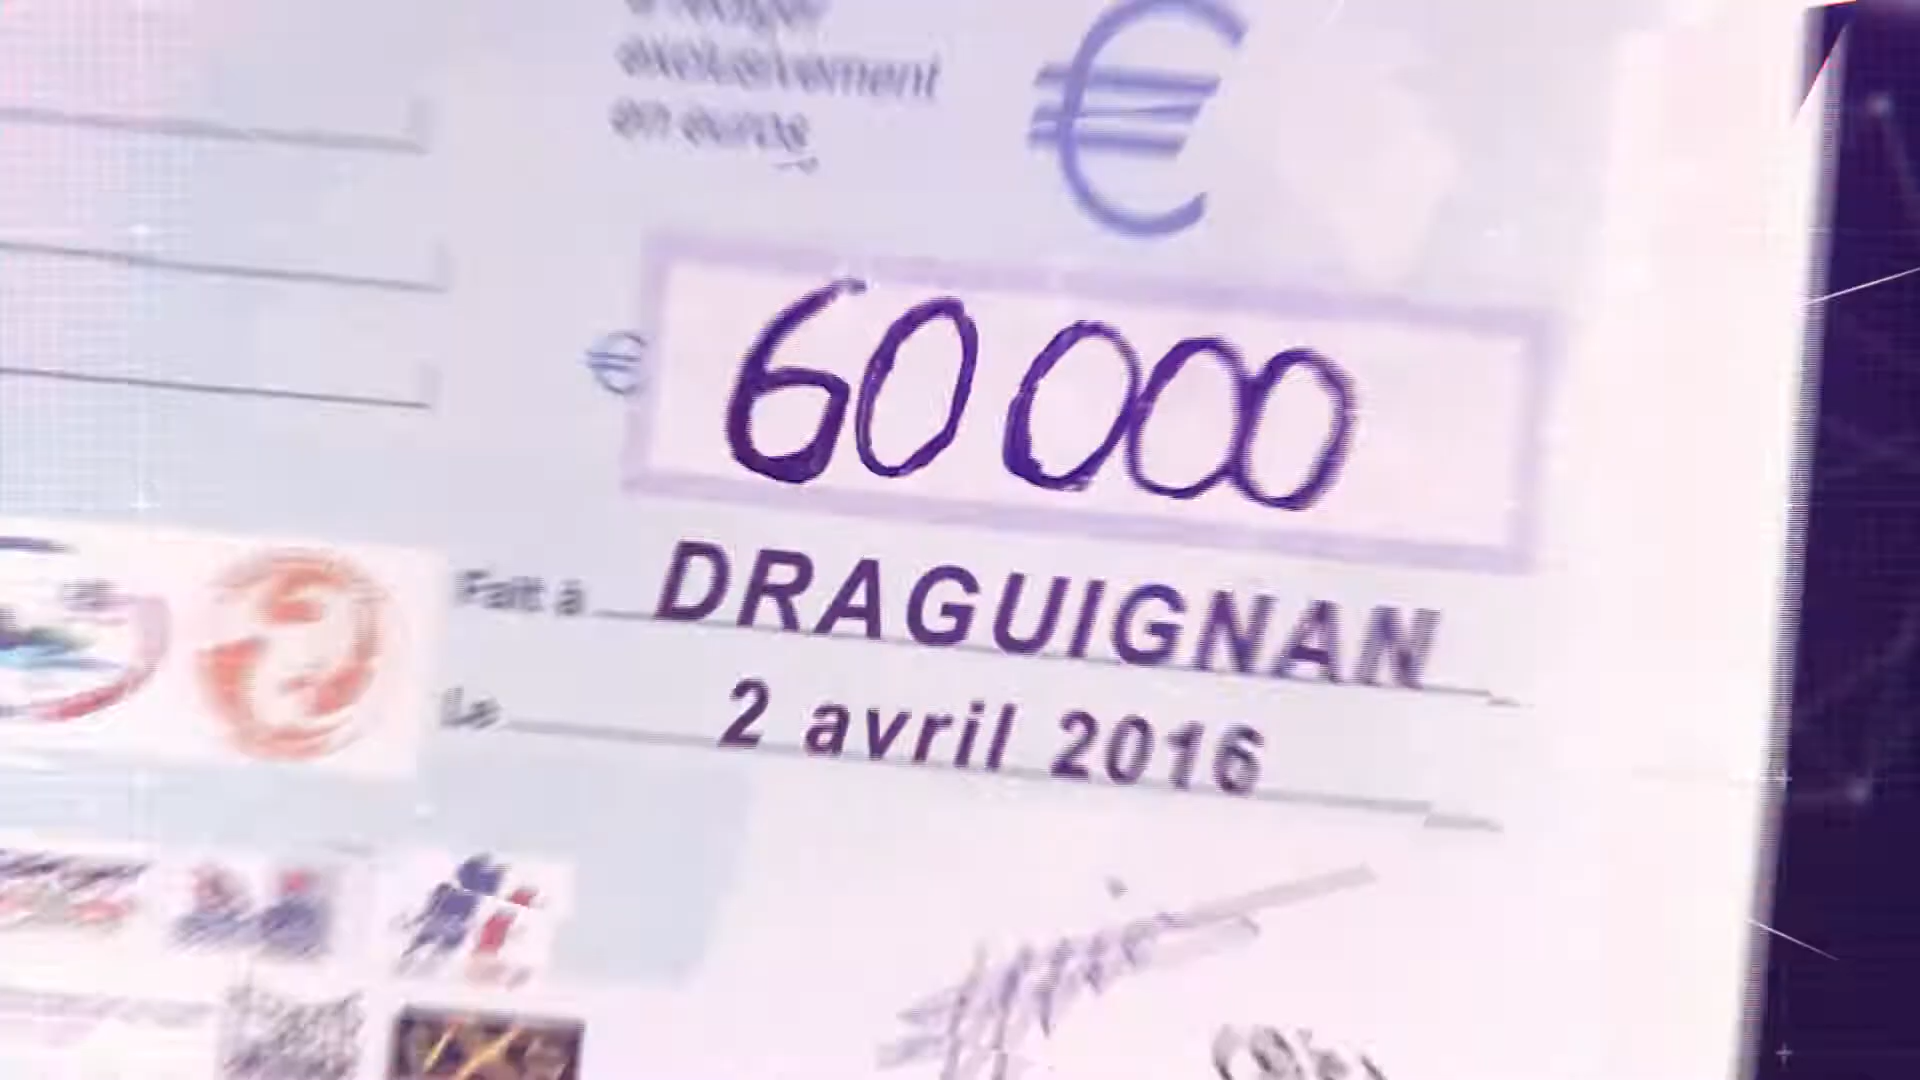 exclusivement
en euros
€
€ 60 000
Fait à DRAGUIGNAN
Le 2 avril 2016